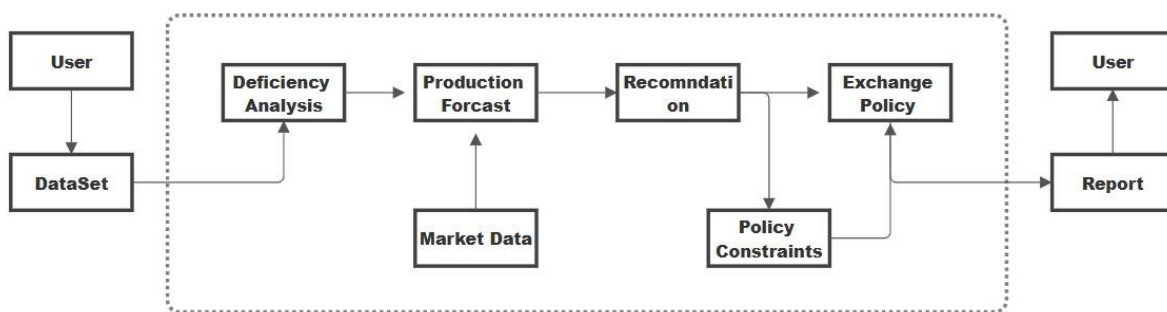 User
DataSet
Deficiency
Analysis
Production
Forcast
Market Data
Recomndati
on
Policy
Constraints
Exchange
Policy
User
Report